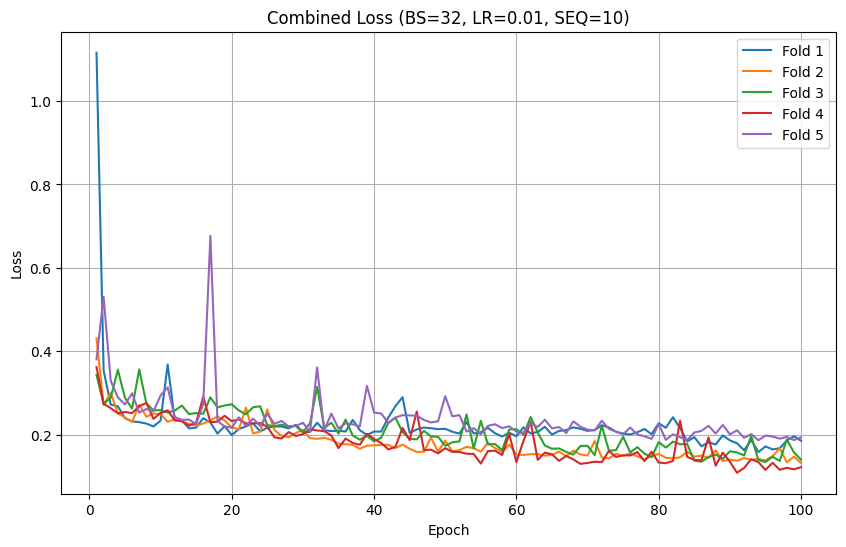 Combined Loss (BS=32, LR=0.01, SEQ=10)
Fold 1
Fold 2
Fold 3
Fold 4
Fold 5
Loss
1.0
0.8
0.6
0.4
0.2
0
20
40
60
80
100
Epoch